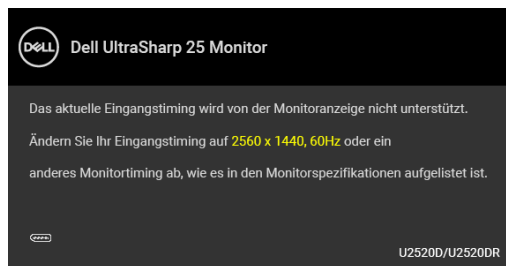 DELL Dell UltraSharp 25 Monitor
Das aktuelle Eingangstiming wird von der Monitoranzeige nicht unterstützt.
Ändern Sie Ihr Eingangstiming auf 2560 x 1440, 60Hz oder ein
anderes Monitortiming ab, wie es in den Monitorspezifikationen aufgelistet ist.
U2520D/U2520DR